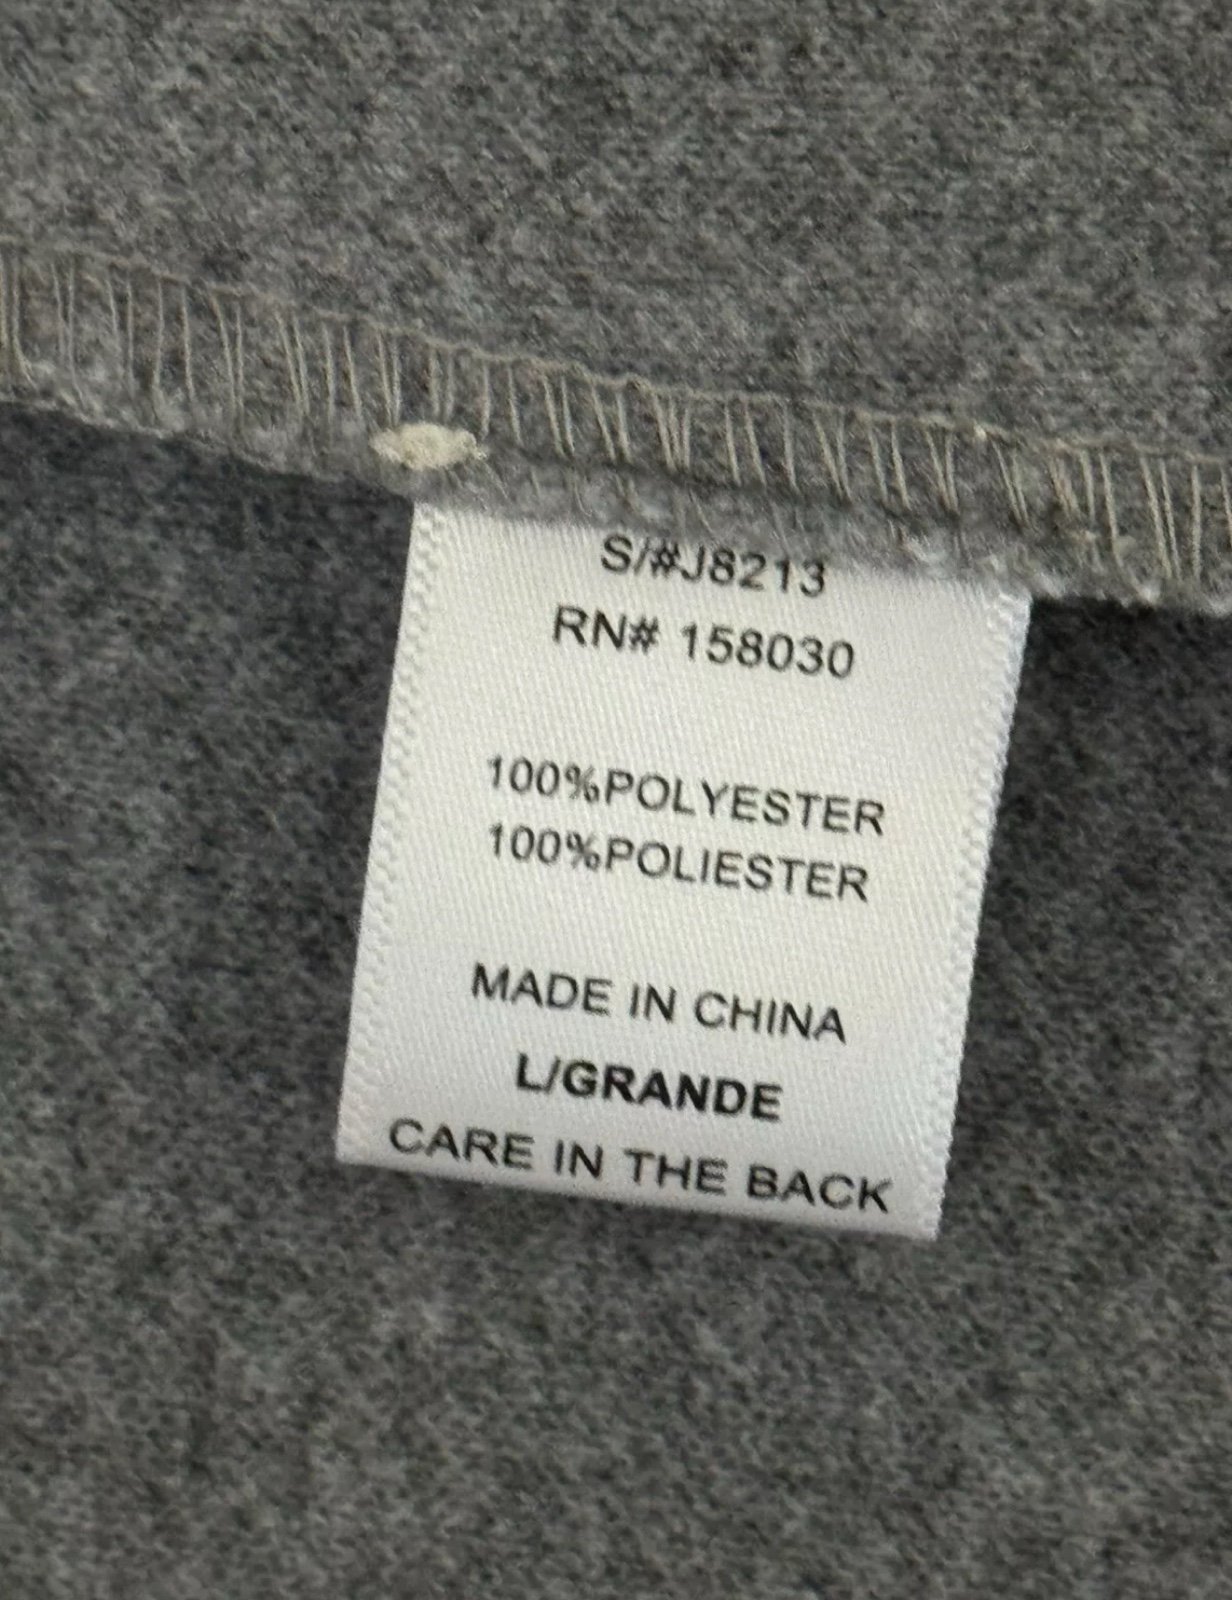 S/#J8213
RN# 158030
100%POLYESTER
100%POLIESTER
MADE IN CHINA
L/GRANDE
CARE IN THE BACK